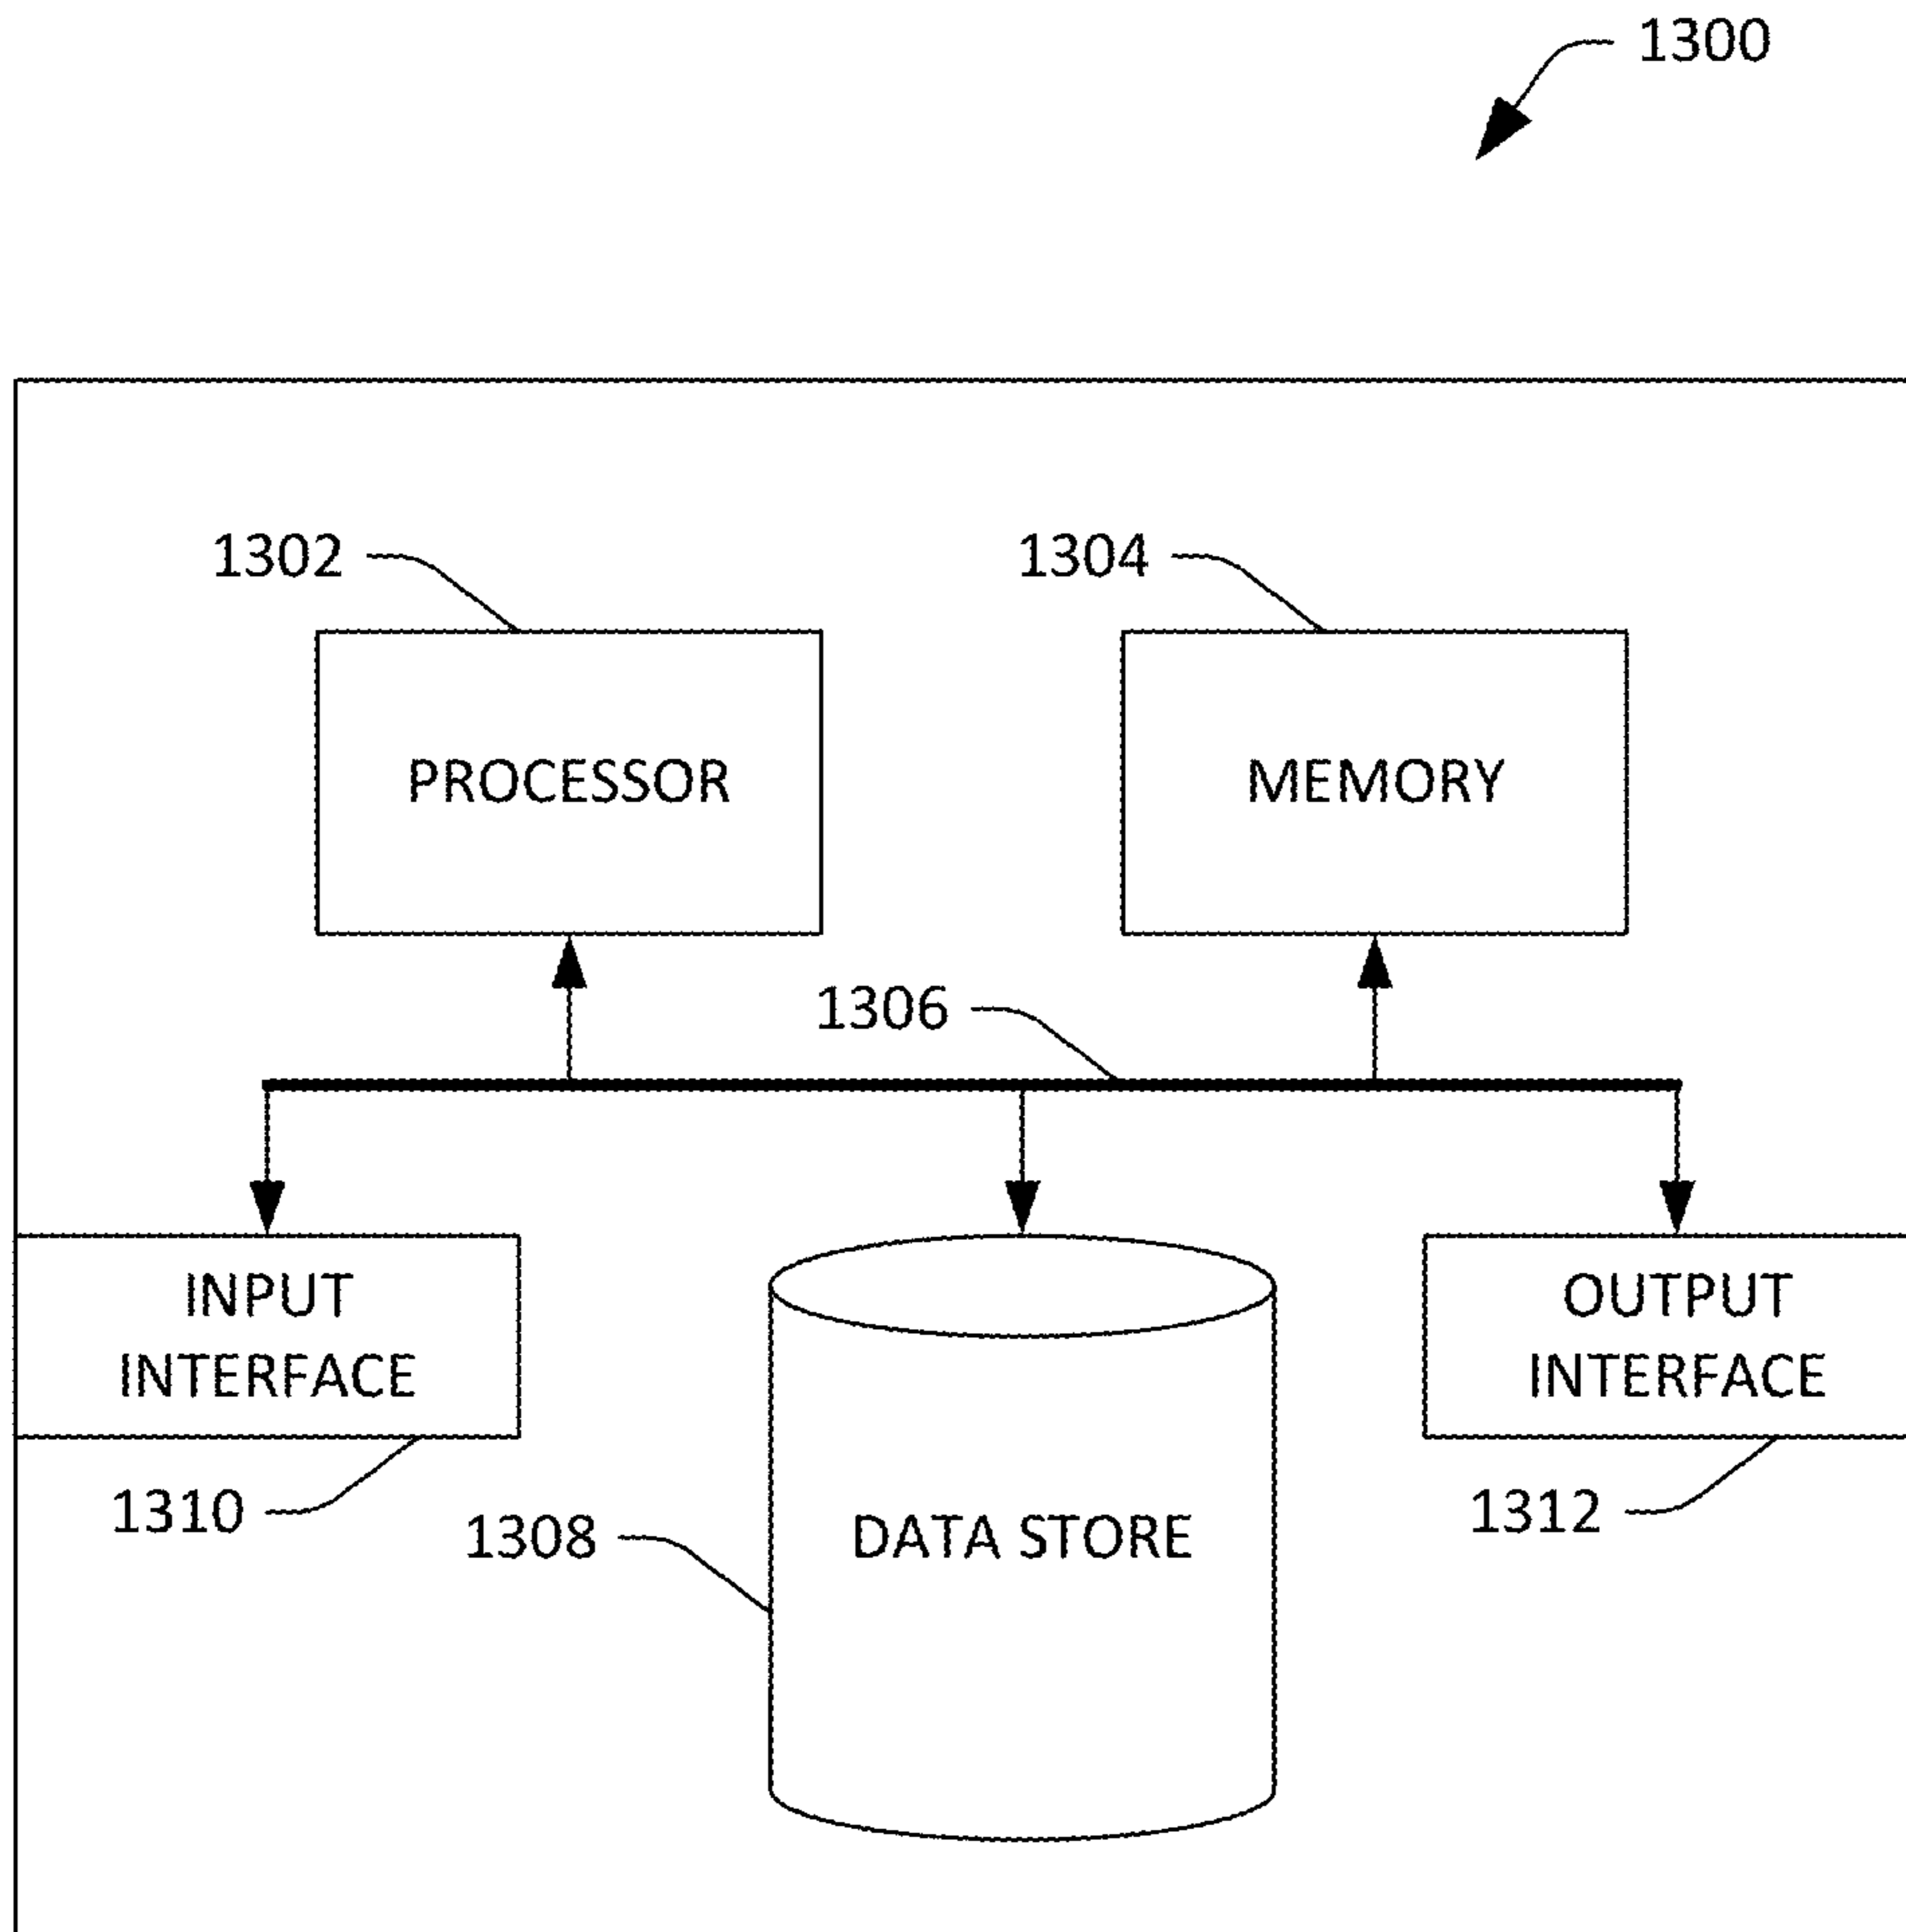 1300
1302
1304
PROCESSOR
MEMORY
1306
INPUT
INTERFACE
OUTPUT
INTERFACE
1310
1308
DATA STORE
1312